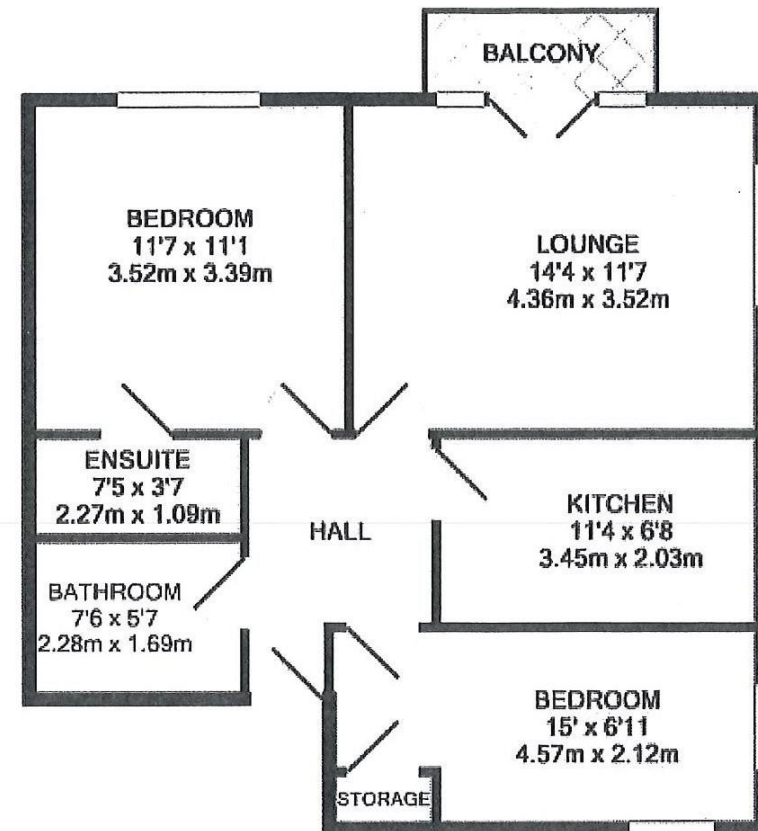 BALCONY
BEDROOM
11'7 x 11'1
3.52m x 3.39m
LOUNGE
14'4 x 11'7
4.36m x 3.52m
ENSUITE
7'5 x 3'7
2.27m x 1.09m
HALL
KITCHEN
11'4 x 6'8
3.45m x 2.03m
BATHROOM
7'6 x 5'7
2.28m x 1.69m
BEDROOM
15' x 6'11
4.57m x 2.12m
STORAGE